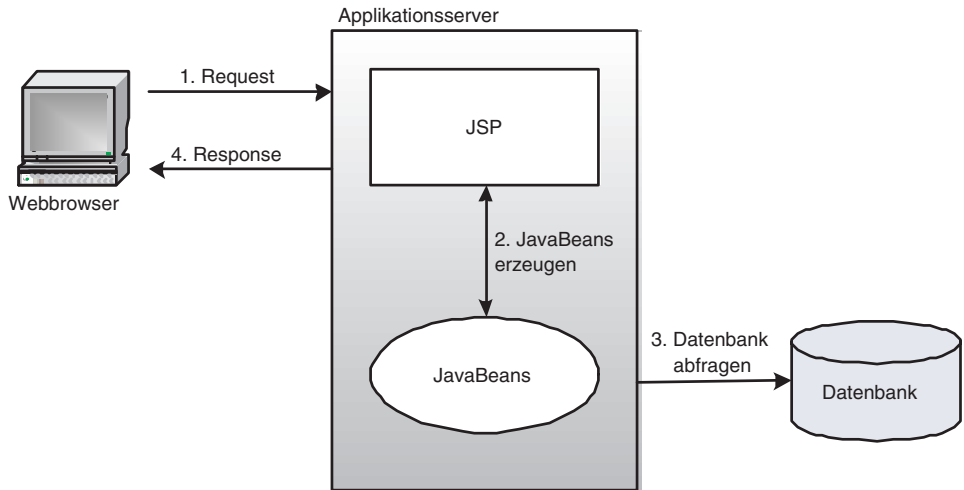 Applikationsserver
1. Request
JSP
4. Response
Webbrowser
2. JavaBeans
erzeugen
3. Datenbank
abfragen
JavaBeans
Datenbank